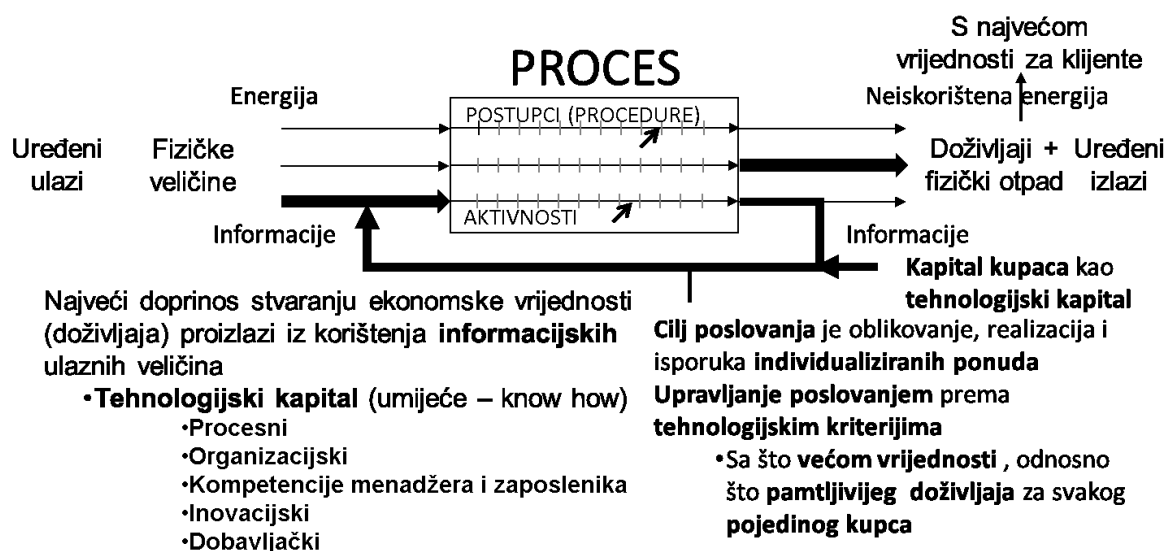 S najvećom
vrijednosti za klijente
PROCES
Energija
Neiskorištena energija
POSTUPCI (PROCEDURE)
Uređeni
ulazi
Fizičke
veličine
Doživljaji +
fizički otpad
Uređeni
izlazi
AKTIVNOSTI
Informacije
Informacije
Kapital kupaca kao
tehnologijski kapital
Najveći doprinos stvaranju ekonomske vrijednosti
(doživljaja) proizlazi iz korištenja informacijskih
ulaznih veličina
•Tehnologijski kapital (umijeće – know how)
•Procesni
•Organizacijski
•Kompetencije menadžera i zaposlenika
•Inovacijski
•Dobavljački
Cilj poslovanja je oblikovanje, realizacija i
isporuka individualiziranih ponuda
Upravljanje poslovanjem prema
tehnologijskim kriterijima
•Sa što većom vrijednosti , odnosno
što pamtljivijeg doživljaja za svakog
pojedinog kupca